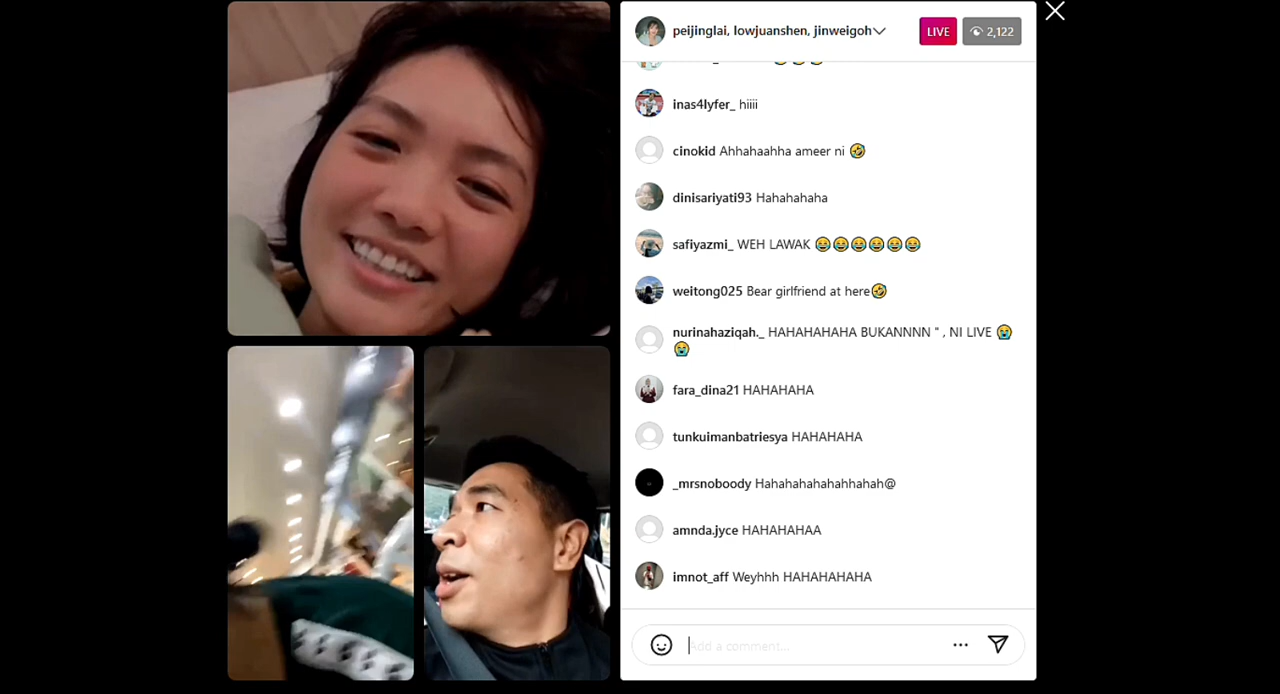 peijinglai, lowjuanshen, jinweigoh
LIVE
2,122
inas4lyfer_ hiiii
cinokid Ahhahaahha ameer ni 🤣
dinisariyati93 Hahahahaha
safiyazmi_ WEH LAWAK 😂😂😂😂😂😂
weitong025 Bear girlfriend at here🤣
nurinahaziqah._ HAHAHAHAHA BUKANNNN " , NI LIVE 😭
😭
fara_dina21 HAHAHAHA
tunkuimanbatriesya HAHAHAHA
_mrsnoboody Hahahahahahahhahah@
amnda.jyce HAHAHAHAA
imnot_aff Weyhhh HAHAHAHAHA
Add a comment...